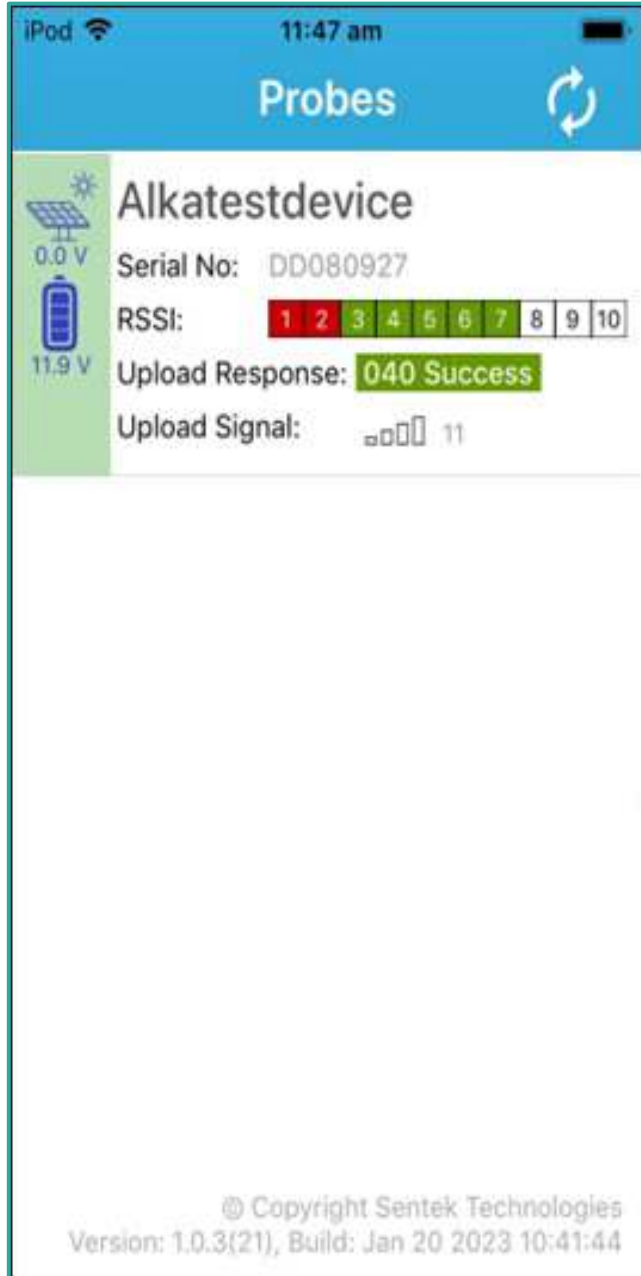 iPod 11:47 am
Probes
Alkatestdevice
0.0 V
Serial No: DD080927
RSSI: 1 2 3 4 5 6 7 8 9 10
11.9 V
Upload Response: 040 Success
Upload Signal: 11
© Copyright Sentek Technologies
Version: 1.0.3(21), Build: Jan 20 2023 10:41:44